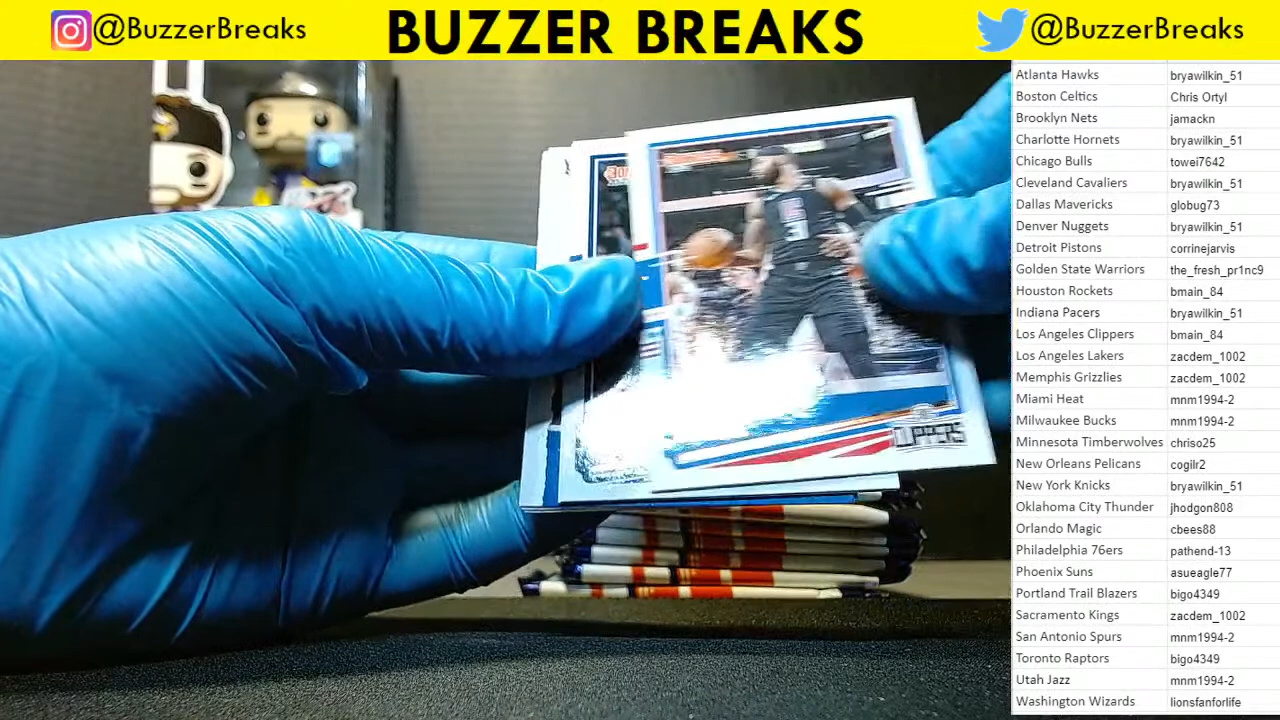 @BuzzerBreaks BUZZER BREAKS @BuzzerBreaks
Atlanta Hawks bryawilkin_51
Boston Celtics Chris Ortyl
Brooklyn Nets jamackn
Charlotte Hornets bryawilkin_51
Chicago Bulls towei7642
Cleveland Cavaliers bryawilkin_51
Dallas Mavericks globug73
Denver Nuggets bryawilkin_51
Detroit Pistons corrinejarvis
Golden State Warriors the_fresh_pr1nc9
Houston Rockets bmain_84
Indiana Pacers bryawilkin_51
Los Angeles Clippers bmain_84
Los Angeles Lakers zacdem_1002
Memphis Grizzlies zacdem_1002
Miami Heat mnm1994-2
Milwaukee Bucks mnm1994-2
Minnesota Timberwolves chriso25
New Orleans Pelicans cogilr2
New York Knicks bryawilkin_51
Oklahoma City Thunder jhodgon808
Orlando Magic cbees88
Philadelphia 76ers pathend-13
Phoenix Suns asueagle77
Portland Trail Blazers bigo4349
Sacramento Kings zacdem_1002
San Antonio Spurs mnm1994-2
Toronto Raptors bigo4349
Utah Jazz mnm1994-2
Washington Wizards lionsfanforlife
CLIPPERS